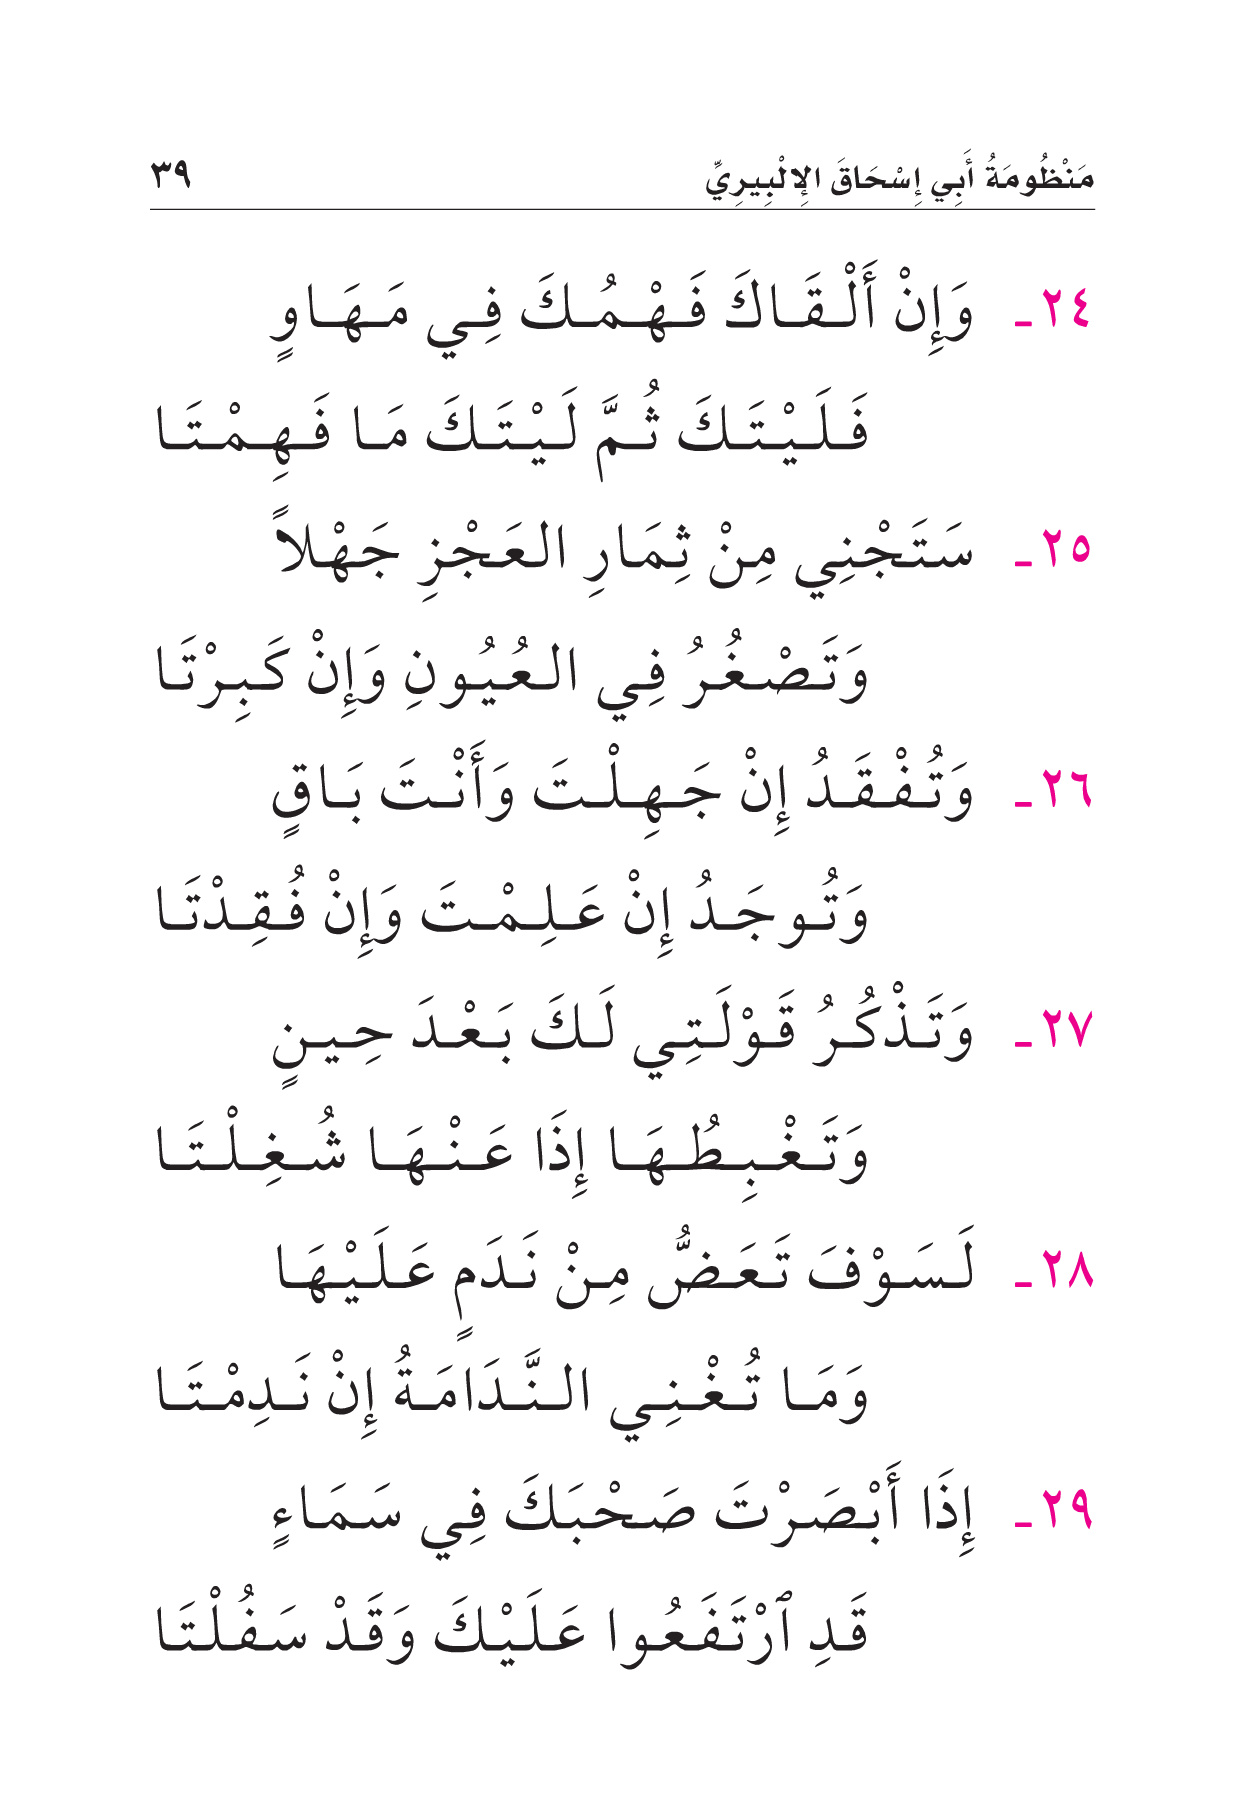 مَنْظُومَةُ أَبِي إِسْحَاقَ الإِلْبِيرِيِّ ٣٩
٢٤ـ وَإِنْ أَلْقَاكَ فَهْمُكَ فِي مَهَاوٍ
فَلَيْتَكَ ثُمَّ لَيْتَكَ مَا فَهِمْتَا
٢٥ـ سَتَجْنِي مِنْ ثِمَارِ العَجْزِ جَهْلاً
وَتَصْغُرُ فِي العُيُونِ وَإِنْ كَبِرْتَا
٢٦ـ وَتُفْقَدُ إِنْ جَهِلْتَ وَأَنْتَ بَاقٍ
وَتُوجَدُ إِنْ عَلِمْتَ وَإِنْ فُقِدْتَا
٢٧ـ وَتَذْكُرُ قَوْلَتِي لَكَ بَعْدَ حِينٍ
وَتَغْبِطُهَا إِذَا عَنْهَا شُغِلْتَا
٢٨ـ لَسَوْفَ تَعَضُّ مِنْ نَدَمٍ عَلَيْهَا
وَمَا تُغْنِي النَّدَامَةُ إِنْ نَدِمْتَا
٢٩ـ إِذَا أَبْصَرْتَ صَحْبَكَ فِي سَمَاءٍ
قَدِ ٱرْتَفَعُوا عَلَيْكَ وَقَدْ سَفُلْتَا